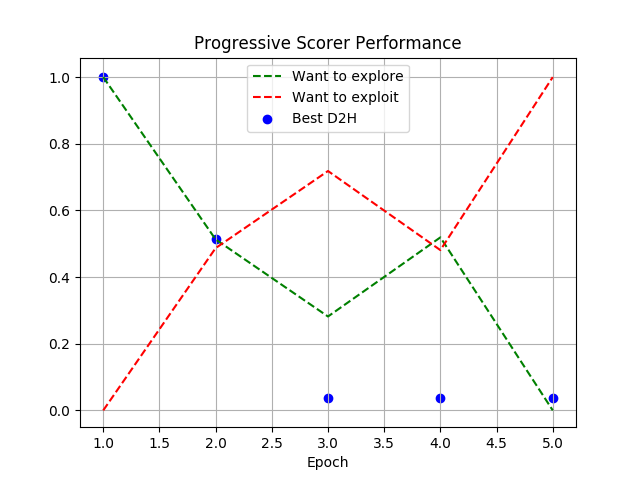 Progressive Scorer Performance
Want to explore
Want to exploit
Best D2H
1.0
0.8
0.6
0.4
0.2
0.0
1.0 1.5 2.0 2.5 3.0 3.5 4.0 4.5 5.0
Epoch